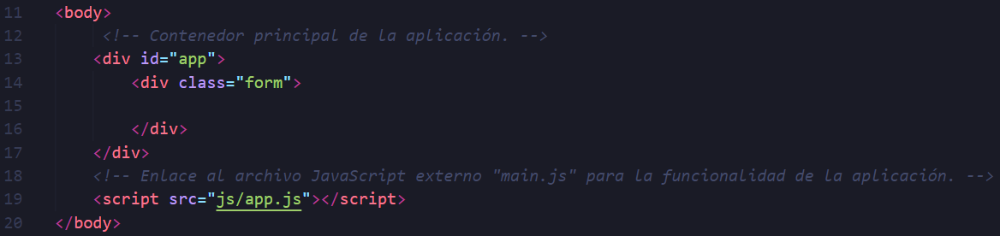 11 <body>
12 <!-- Contenedor principal de la aplicación. -->
13 <div id="app">
14 <div class="form">
15
16 </div>
17 </div>
18 <!-- Enlace al archivo JavaScript externo "main.js" para la funcionalidad de la aplicación. -->
19 <script src="js/app.js"></script>
20 </body>